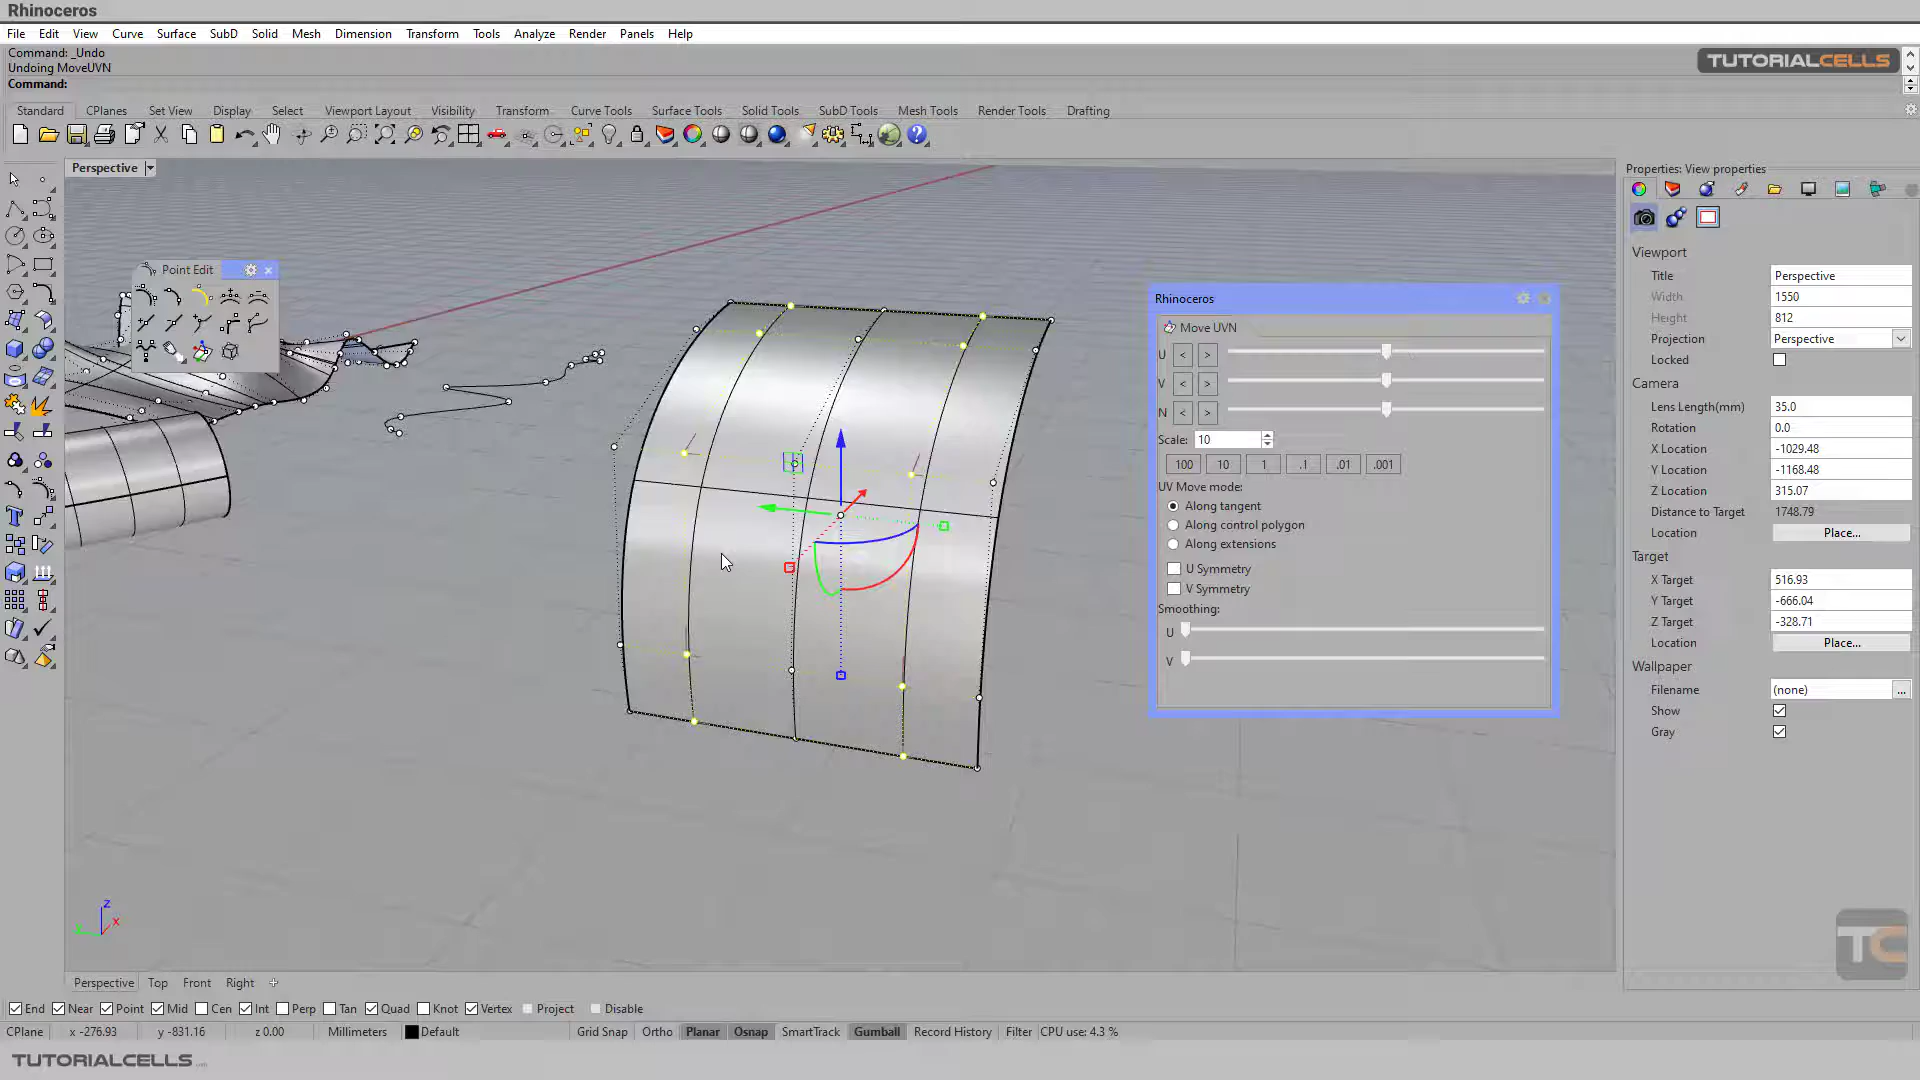 Rhinoceros
File Edit View Curve Surface SubD Solid Mesh Dimension Transform Tools Analyze Render Panels Help
Command: _Undo
Undoing MoveUVN
Command:
TUTORIALCELLS
Standard CPlanes Set View Display Select Viewport Layout Visibility Transform Curve Tools Surface Tools Solid Tools SubD Tools Mesh Tools Render Tools Drafting
Perspective
Point Edit
Rhinoceros
Move UVN
U < >
V < >
N < >
Scale: 10
100 10 1 .1 .01 .001
UV Move mode:
Along tangent
Along control polygon
Along extensions
U Symmetry
V Symmetry
Smoothing:
U
V
Properties: View properties
Viewport
Title Perspective
Width 1550
Height 812
Projection Perspective
Locked
Camera
Lens Length(mm) 35.0
Rotation 0.0
X Location -1029.48
Y Location -1168.48
Z Location 315.07
Distance to Target 1748.79
Location Place...
Target
X Target 516.93
Y Target -666.04
Z Target -328.71
Location Place...
Wallpaper
Filename (none) ...
Show
Gray
z
x
TC
Perspective Top Front Right +
End Near Point Mid Cen Int Perp Tan Quad Knot Vertex Project Disable
CPlane x -276.93 y -831.16 z 0.00 Millimeters Default Grid Snap Ortho Planar Osnap SmartTrack Gumball Record History Filter CPU use: 4.3 %
TUTORIALCELLS